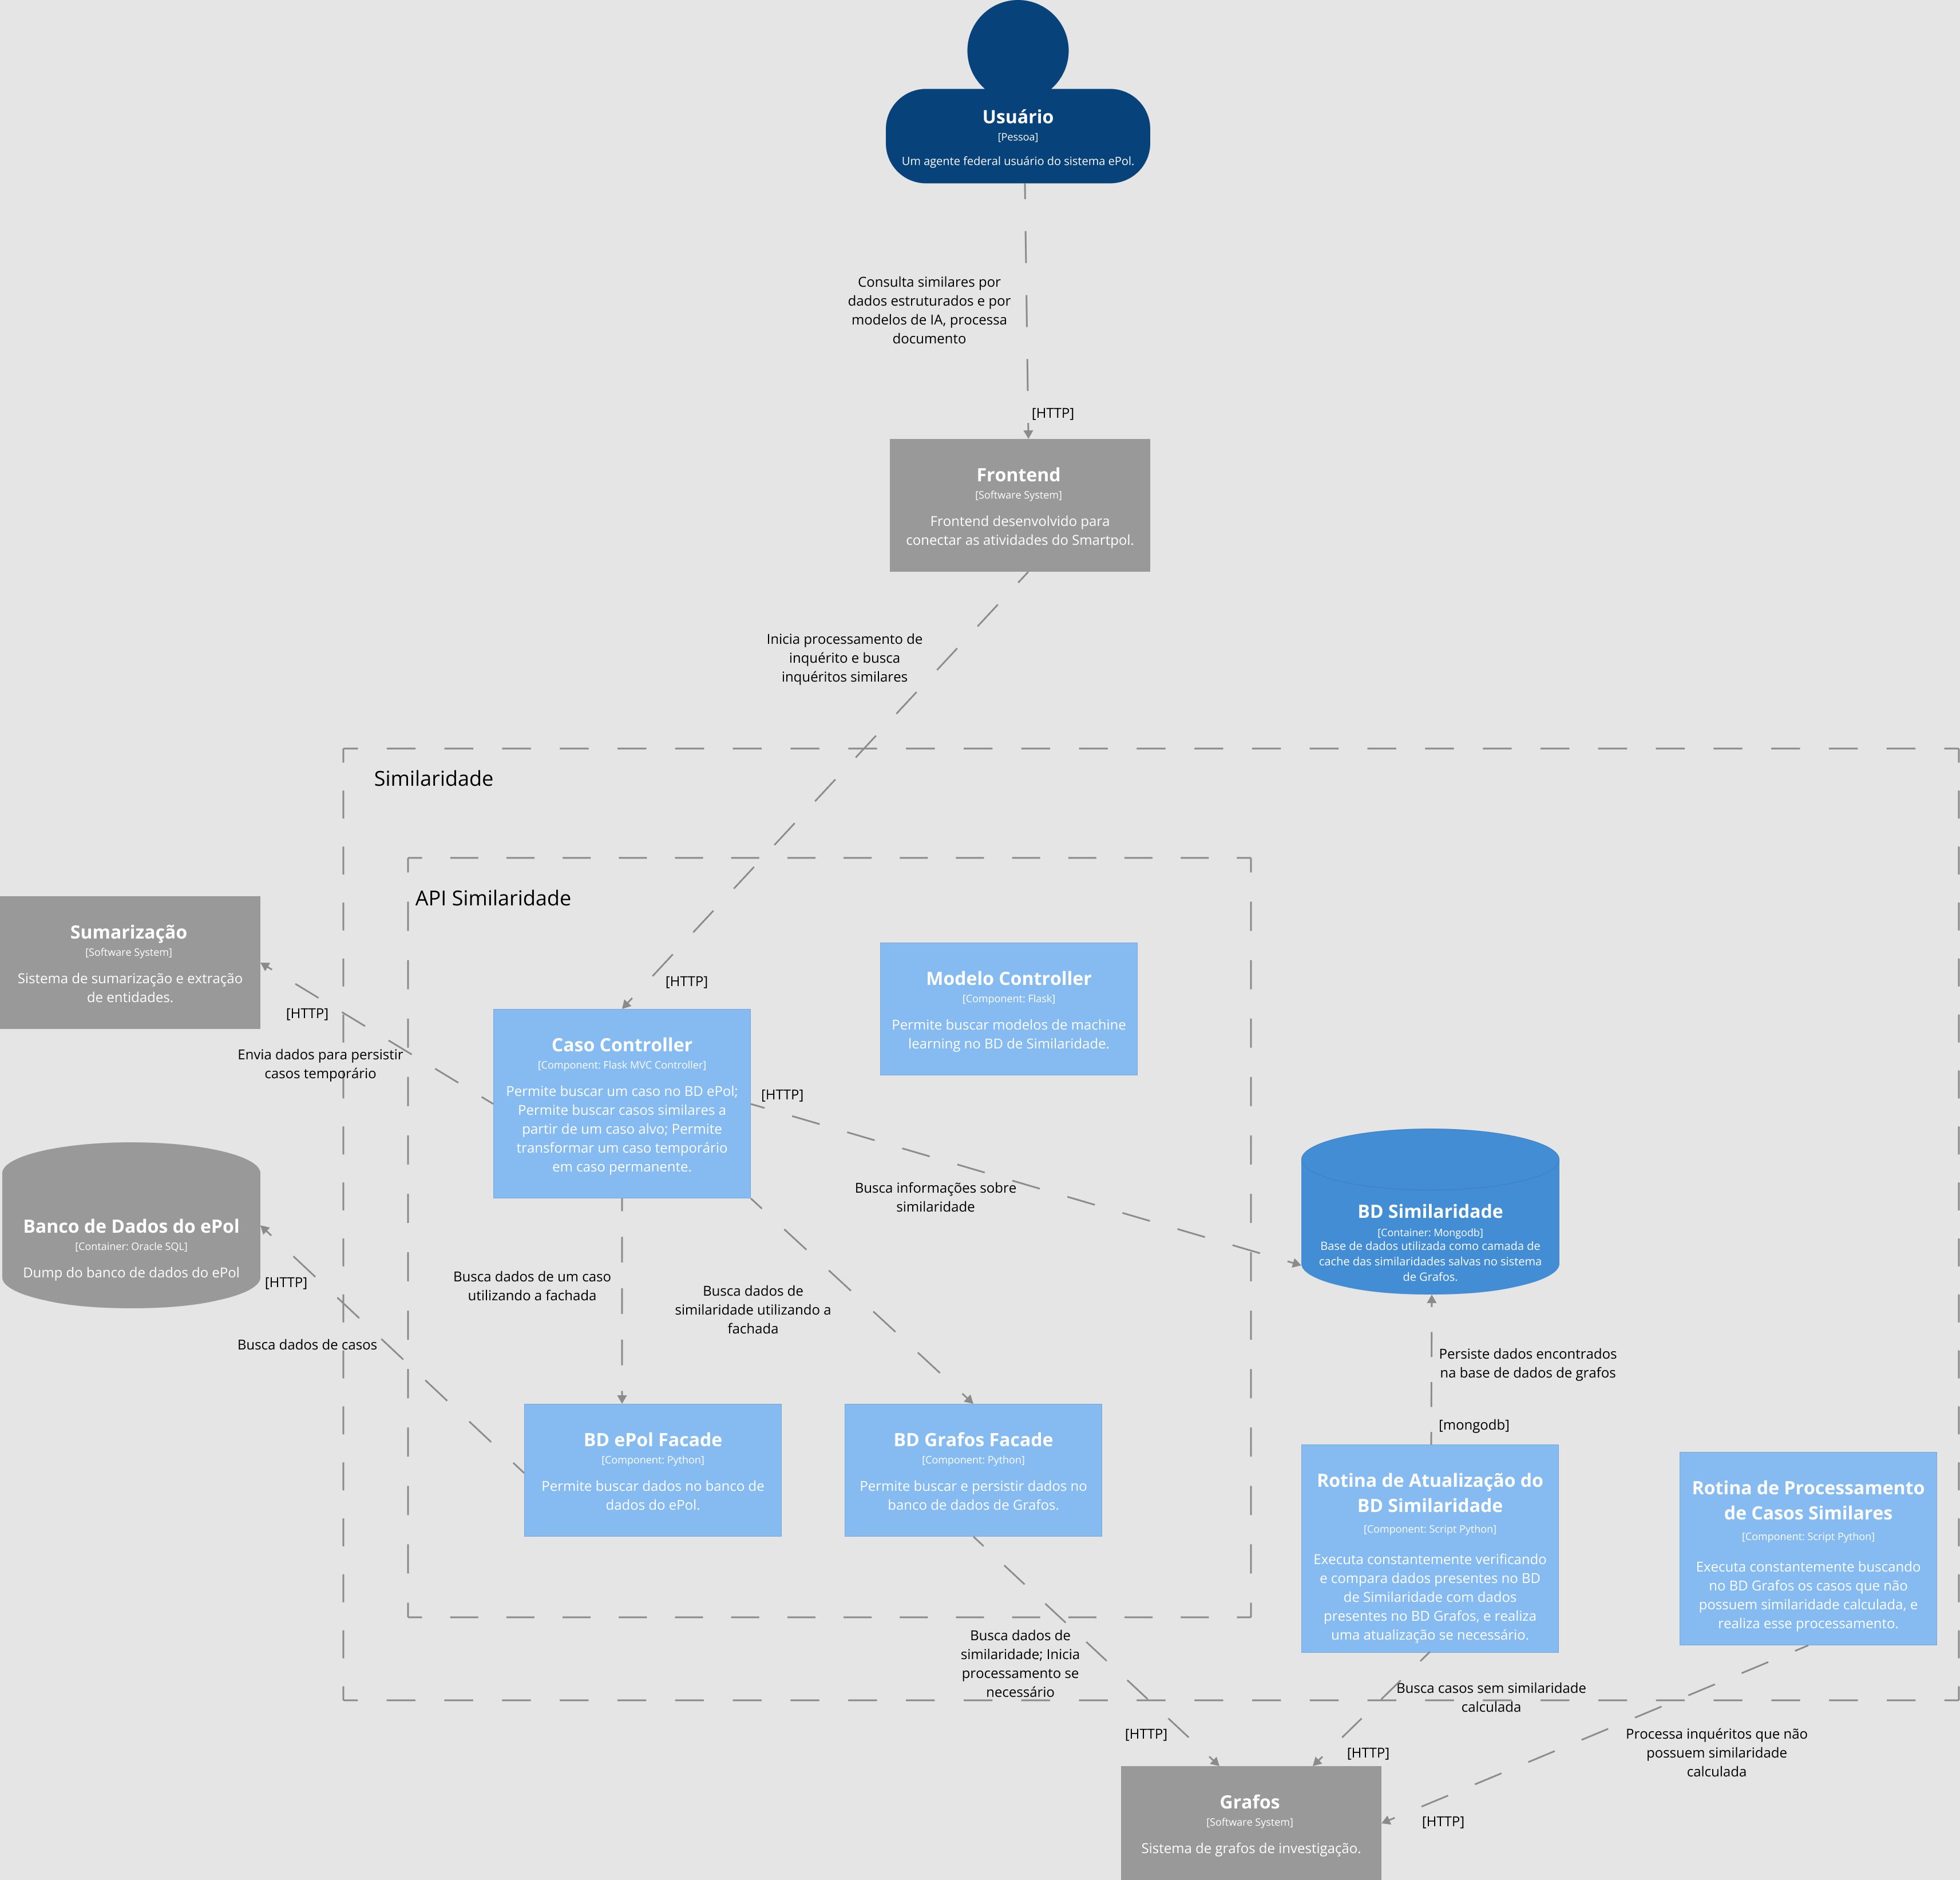 Usuário
[Pessoa]
Um agente federal usuário do sistema ePol.
Consulta similares por
dados estruturados e por
modelos de IA, processa
documento
[HTTP]
Frontend
[Software System]
Frontend desenvolvido para
conectar as atividades do Smartpol.
Inicia processamento de
inquérito e busca
inquéritos similares
Similaridade
API Similaridade
[HTTP]
Sumarização
[Software System]
Sistema de sumarização e extração
de entidades.
[HTTP]
Envia dados para persistir
casos temporário
Modelo Controller
[Component: Flask]
Permite buscar modelos de machine
learning no BD de Similaridade.
Caso Controller
[Component: Flask MVC Controller]
Permite buscar um caso no BD ePol;
Permite buscar casos similares a
partir de um caso alvo; Permite
transformar um caso temporário
em caso permanente.
[HTTP]
Busca informações sobre
similaridade
BD Similaridade
[Container: Mongodb]
Base de dados utilizada como camada de
cache das similaridades salvas no sistema
de Grafos.
Banco de Dados do ePol
[Container: Oracle SQL]
Dump do banco de dados do ePol
[HTTP]
Busca dados de casos
Busca dados de um caso
utilizando a fachada
Busca dados de
similaridade utilizando a
fachada
Persiste dados encontrados
na base de dados de grafos
[mongodb]
BD ePol Facade
[Component: Python]
Permite buscar dados no banco de
dados do ePol.
BD Grafos Facade
[Component: Python]
Permite buscar e persistir dados no
banco de dados de Grafos.
Rotina de Atualização do
BD Similaridade
[Component: Script Python]
Executa constantemente verificando
e compara dados presentes no BD
de Similaridade com dados
presentes no BD Grafos, e realiza
uma atualização se necessário.
Rotina de Processamento
de Casos Similares
[Component: Script Python]
Executa constantemente buscando
no BD Grafos os casos que não
possuem similaridade calculada, e
realiza esse processamento.
Busca dados de
similaridade; Inicia
processamento se
necessário
[HTTP]
Busca casos sem similaridade
calculada
[HTTP]
Processa inquéritos que não
possuem similaridade
calculada
[HTTP]
Grafos
[Software System]
Sistema de grafos de investigação.